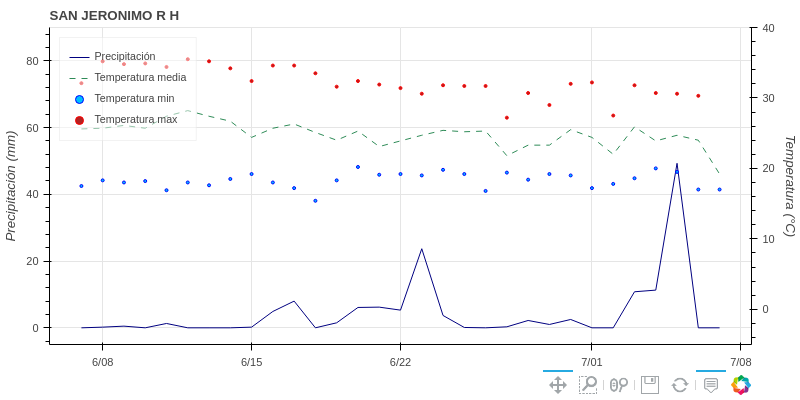 SAN JERONIMO R H
Precipitación
Temperatura media
Temperatura min
Temperatura max
Precipitación (mm)
80
60
40
20
0
Temperatura (°C)
40
30
20
10
0
6/08
6/15
6/22
7/01
7/08